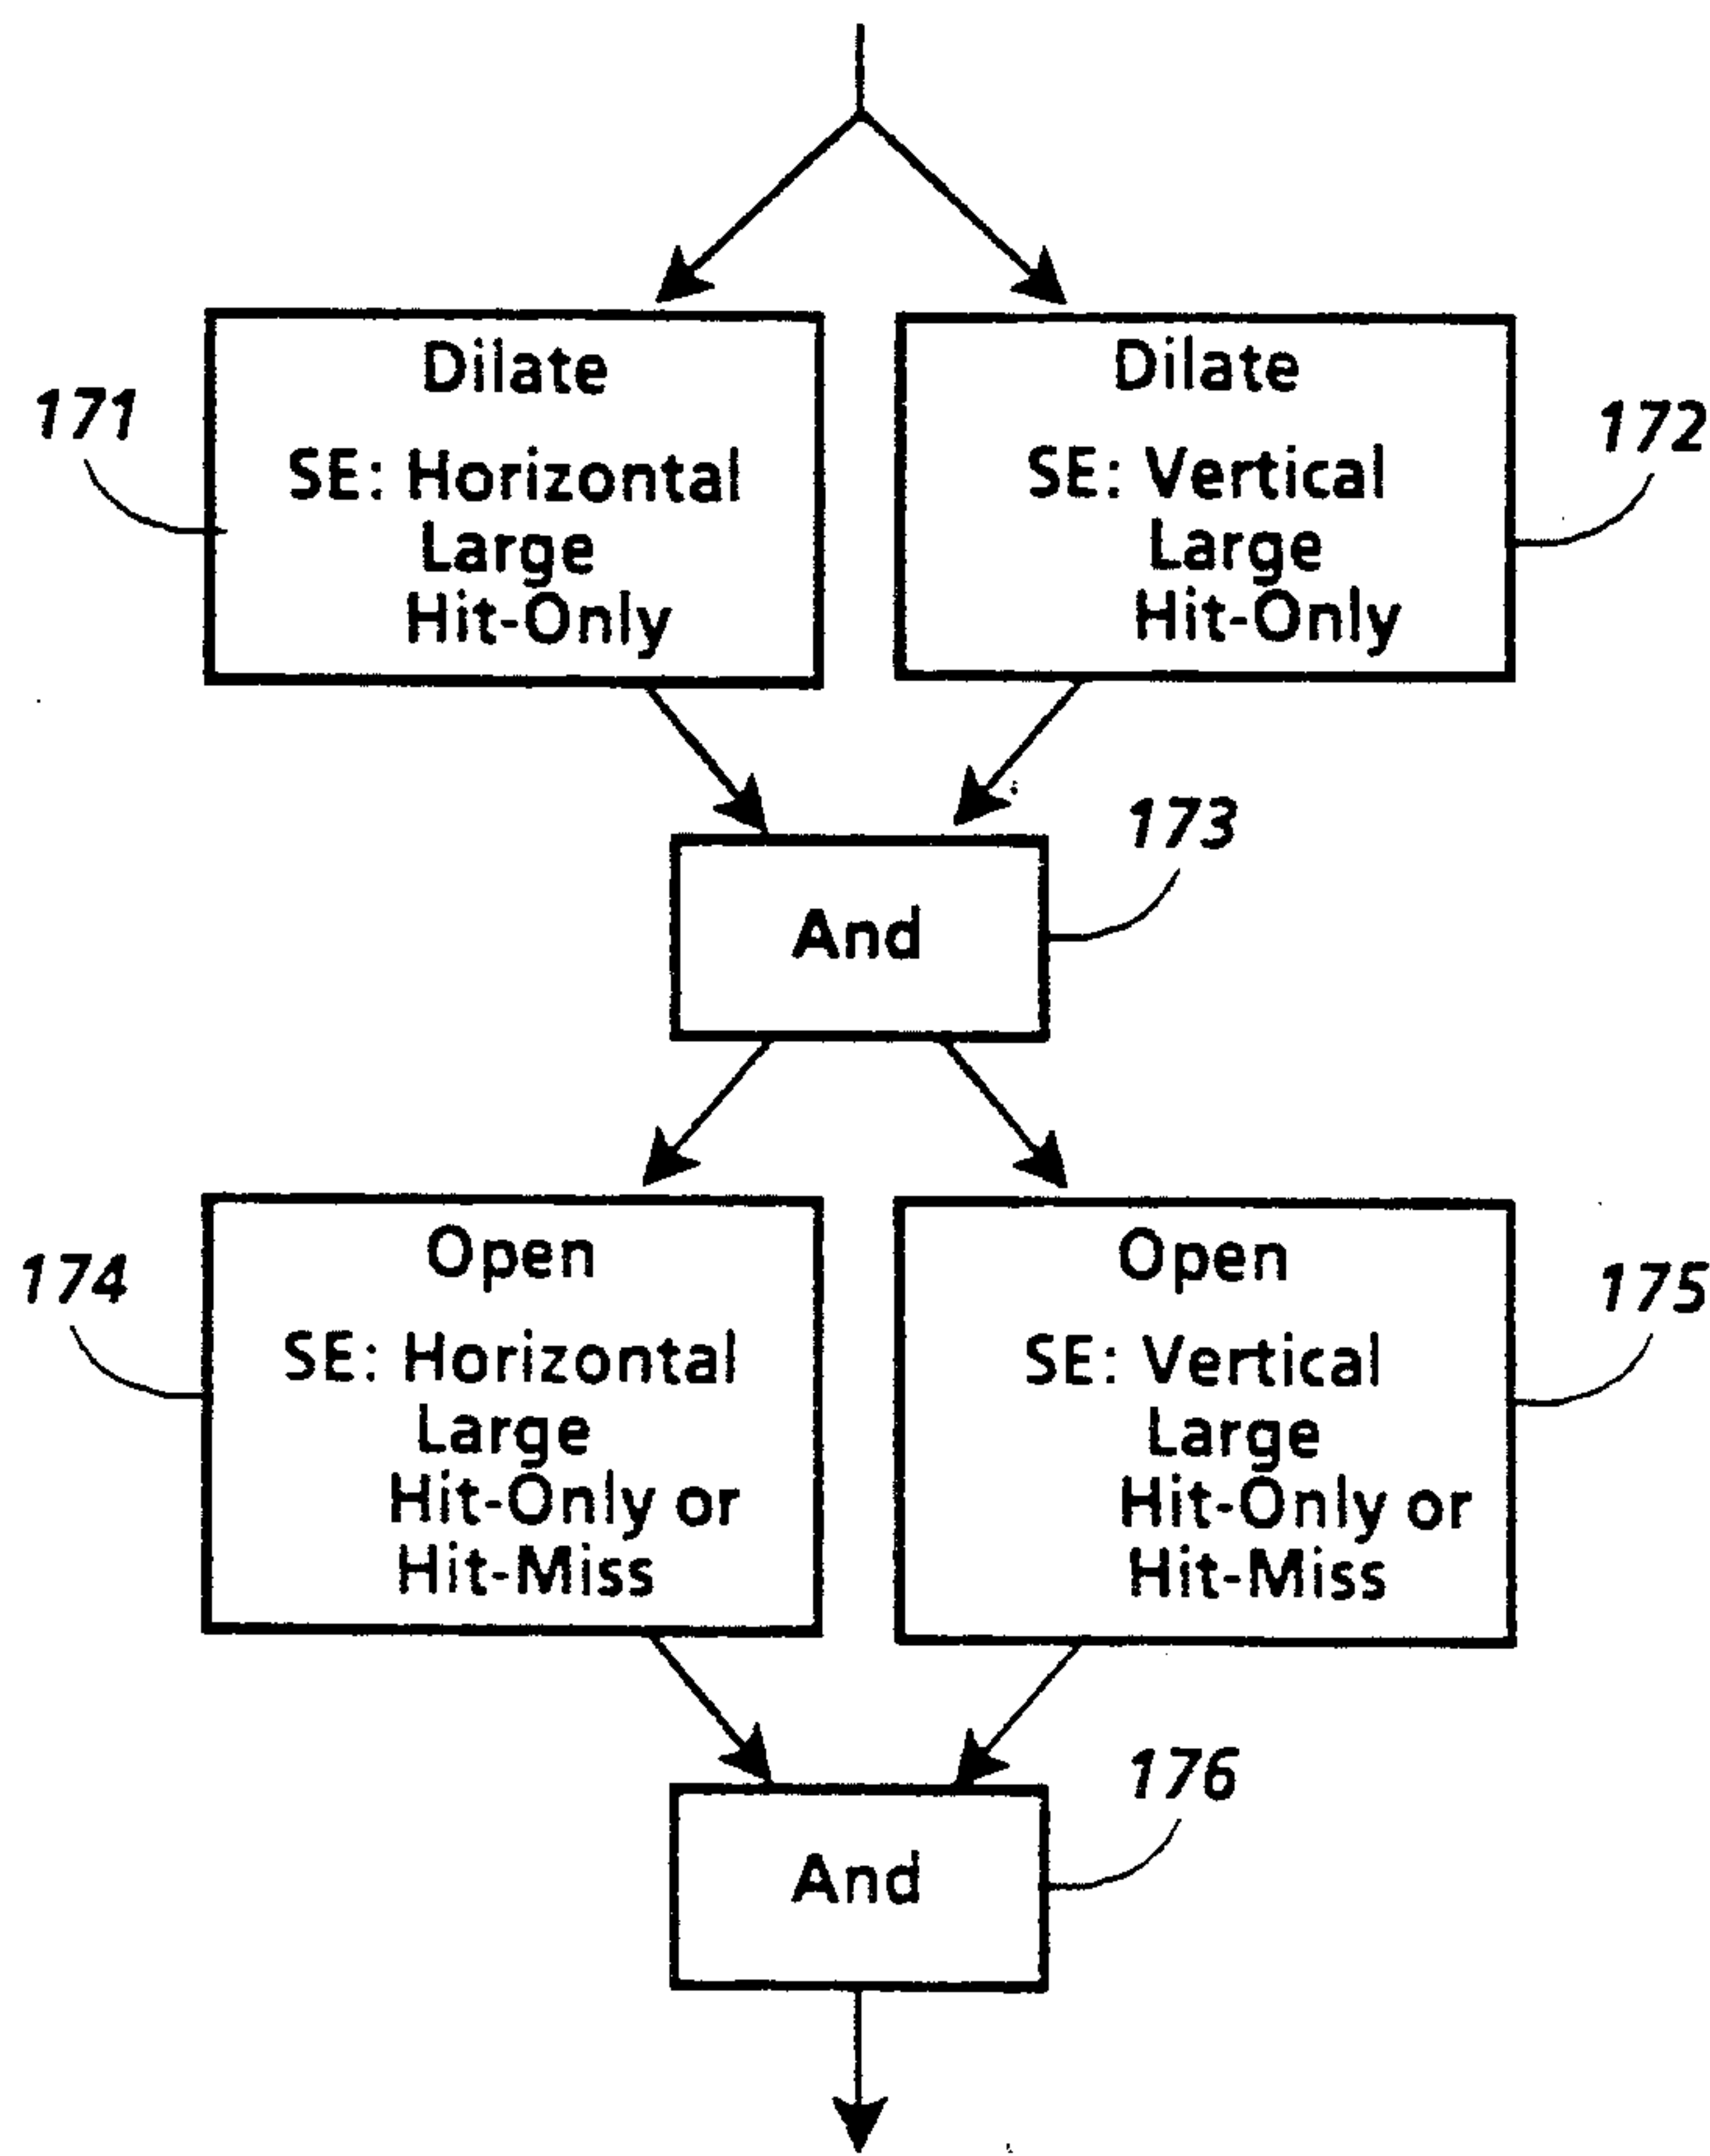 Dilate
SE: Horizontal
Large
Hit-Only
171
Dilate
SE: Vertical
Large
Hit-Only
172
And
173
Open
SE: Horizontal
Large
Hit-Only or
Hit-Miss
174
Open
SE: Vertical
Large
Hit-Only or
Hit-Miss
175
And
176